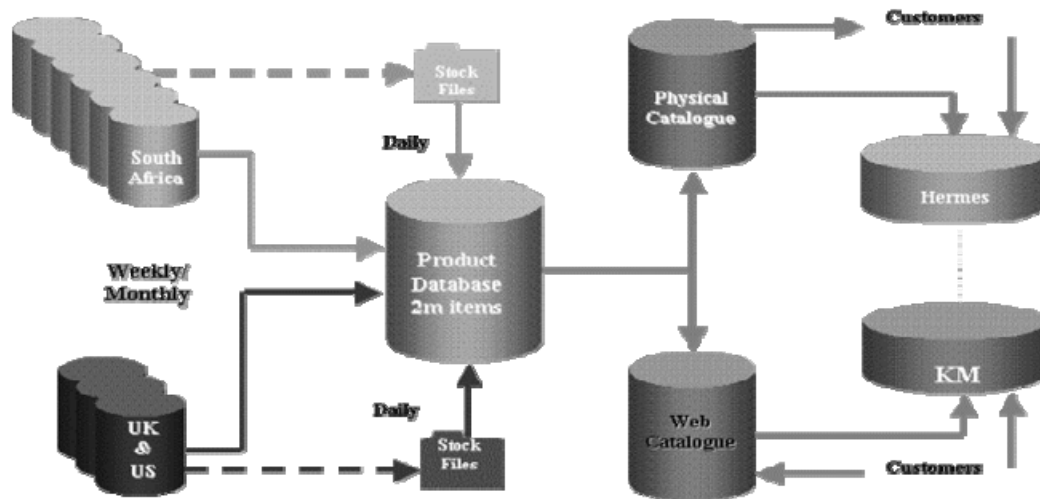 Customers
Stock
Files
Physical
Catalogue
Daily
South
Africa
Hermes
Product
Database
2m items
Weekly/
Monthly
KM
Daily
UK
&
US
Stock
Files
Web
Catalogue
Customers